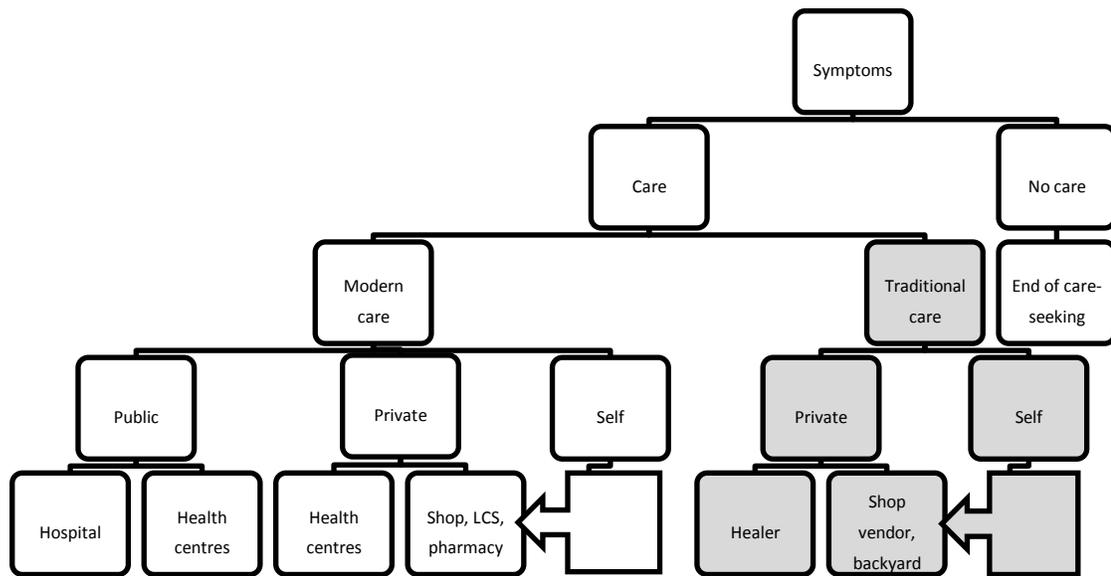 Symptoms
Care
No care
Modern
care
Traditional
care
End of care-
seeking
Public
Private
Self
Private
Self
Hospital
Health
centres
Health
centres
Shop, LCS,
pharmacy
Healer
Shop
vendor,
backyard